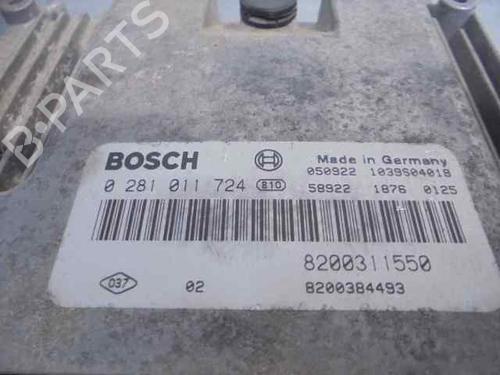 B-PARTS
BOSCH
Made in Germany
050922 1039S04018
0 281 011 724 B10
58922 1876 0125
8200311550
037
02
8200384493